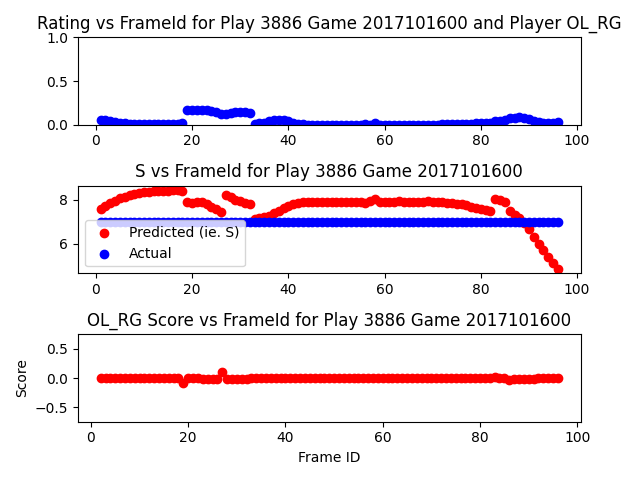 Rating vs FrameId for Play 3886 Game 2017101600 and Player OL_RG
1.0
0.5
0.0
0 20 40 60 80 100
S vs FrameId for Play 3886 Game 2017101600
8
6
Predicted (ie. S)
Actual
0 20 40 60 80 100
OL_RG Score vs FrameId for Play 3886 Game 2017101600
0.5
0.0
−0.5
Score
0 20 40 60 80 100
Frame ID